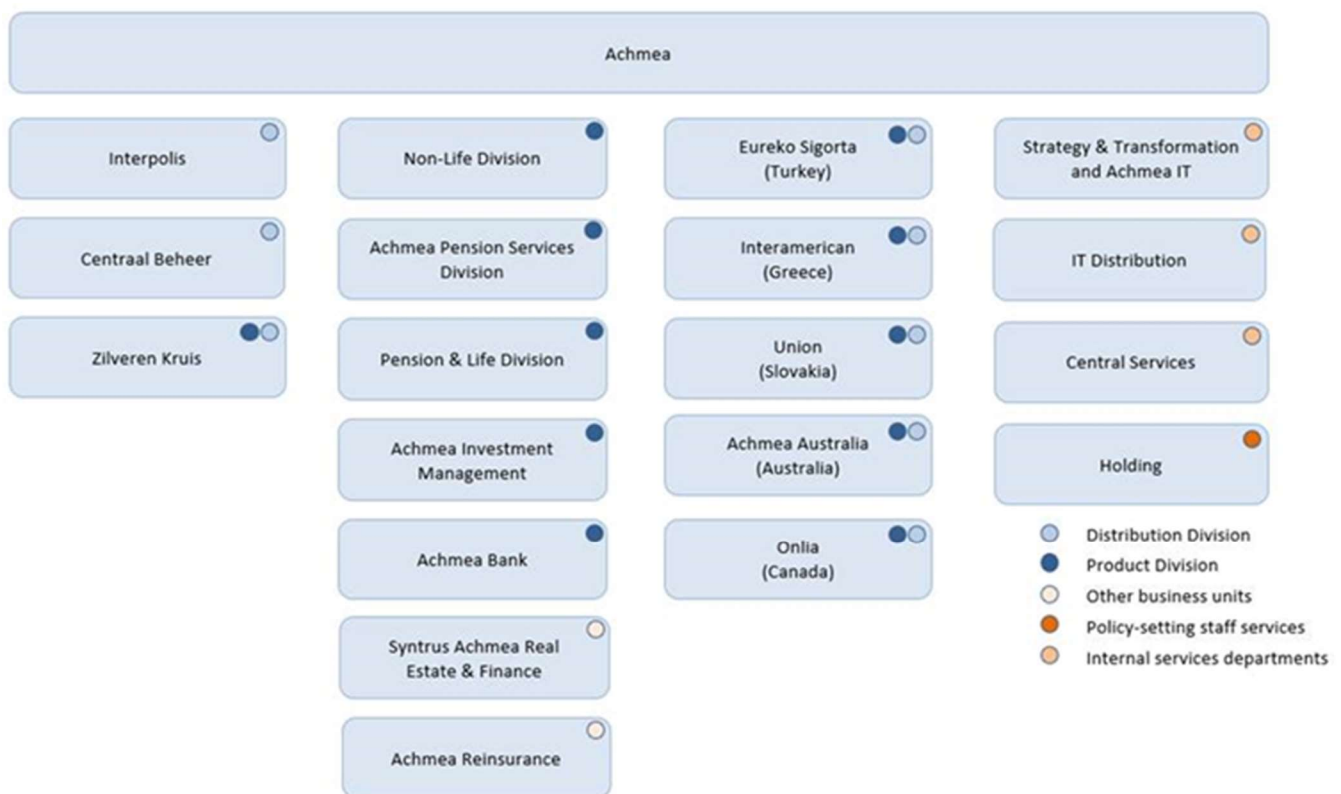 Achmea
Interpolis
Centraal Beheer
Zilveren Kruis
Non-Life Division
Achmea Pension Services
Division
Pension & Life Division
Achmea Investment
Management
Achmea Bank
Syntrus Achmea Real
Estate & Finance
Achmea Reinsurance
Eureko Sigorta
(Turkey)
Interamerican
(Greece)
Union
(Slovakia)
Achmea Australia
(Australia)
Onlia
(Canada)
Strategy & Transformation
and Achmea IT
IT Distribution
Central Services
Holding
Distribution Division
Product Division
Other business units
Policy-setting staff services
Internal services departments